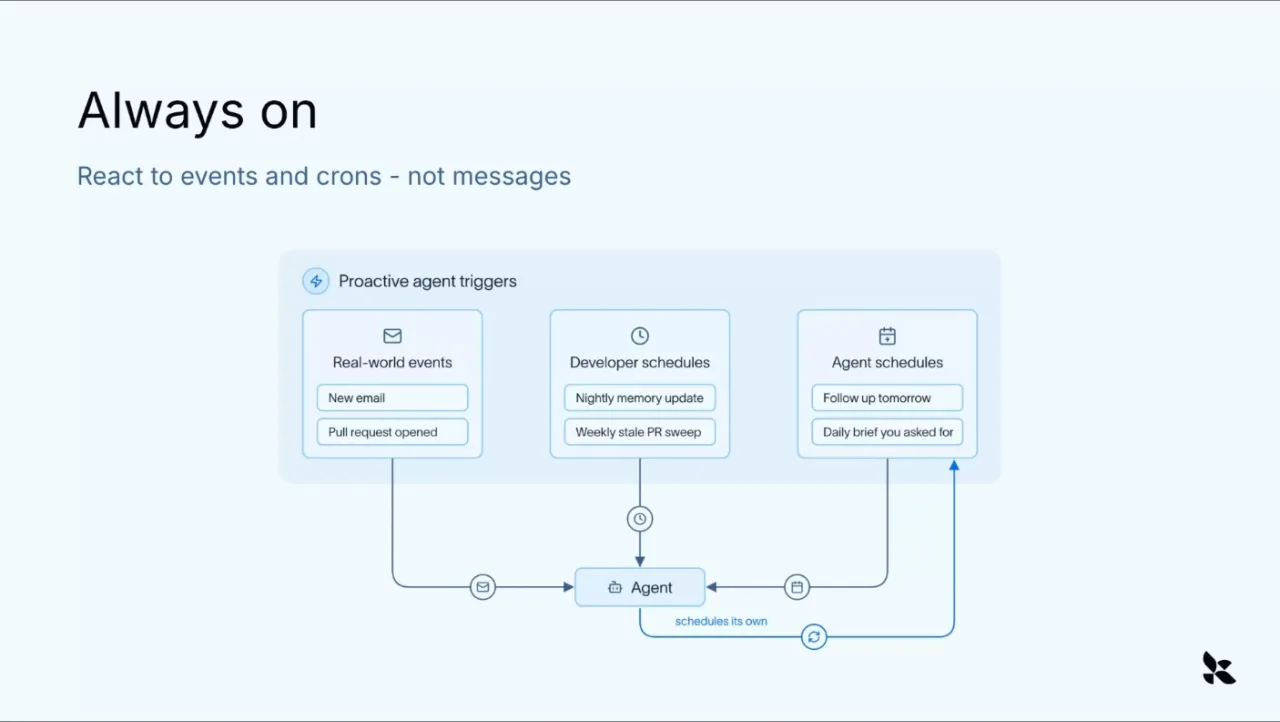 Always on
React to events and crons - not messages
Proactive agent triggers
Real-world events
New email
Pull request opened
Developer schedules
Nightly memory update
Weekly stale PR sweep
Agent schedules
Follow up tomorrow
Daily brief you asked for
Agent
schedules its own